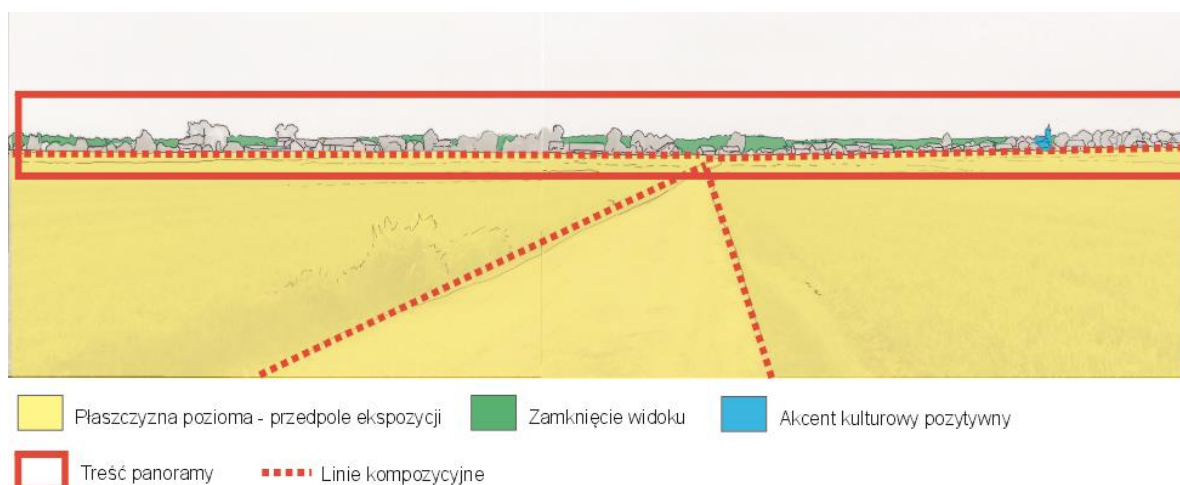 Płaszczyzna pozioma - przedpole ekspozycji
Zamknięcie widoku
Akcent kulturowy pozytywny
Treść panoramy
Linie kompozycyjne